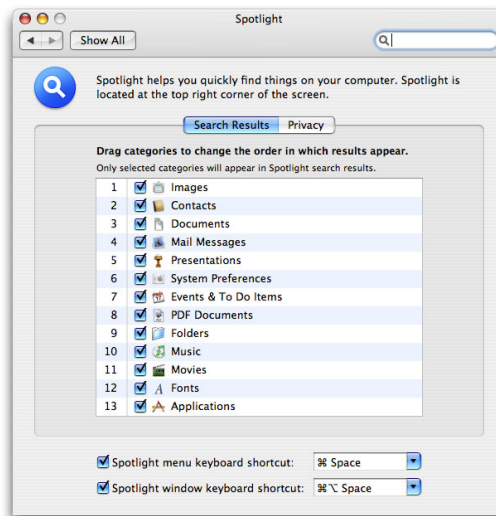 Spotlight
Show All
Spotlight helps you quickly find things on your computer. Spotlight is
located at the top right corner of the screen.
Search Results Privacy
Drag categories to change the order in which results appear.
Only selected categories will appear in Spotlight search results.
1 Images
2 Contacts
3 Documents
4 Mail Messages
5 Presentations
6 System Preferences
7 Events & To Do Items
8 PDF Documents
9 Folders
10 Music
11 Movies
12 Fonts
13 Applications
Spotlight menu keyboard shortcut: ⌘ Space
Spotlight window keyboard shortcut: ⌘⌥ Space